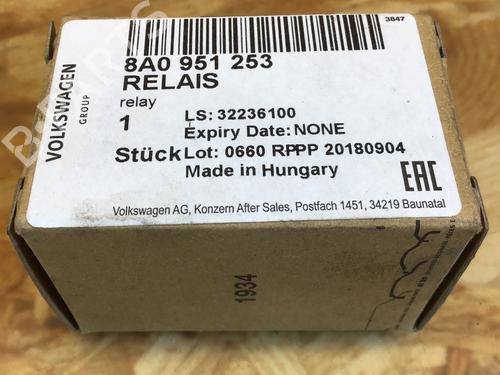 3847
VOLKSWAGEN
GROUP
8A0 951 253
RELAIS
relay
1
LS: 32236100
Expiry Date: NONE
Stück Lot: 0660 RPPP 20180904
Made in Hungary
EAC
Volkswagen AG, Konzern After Sales, Postfach 1451, 34219 Baunatal
1934